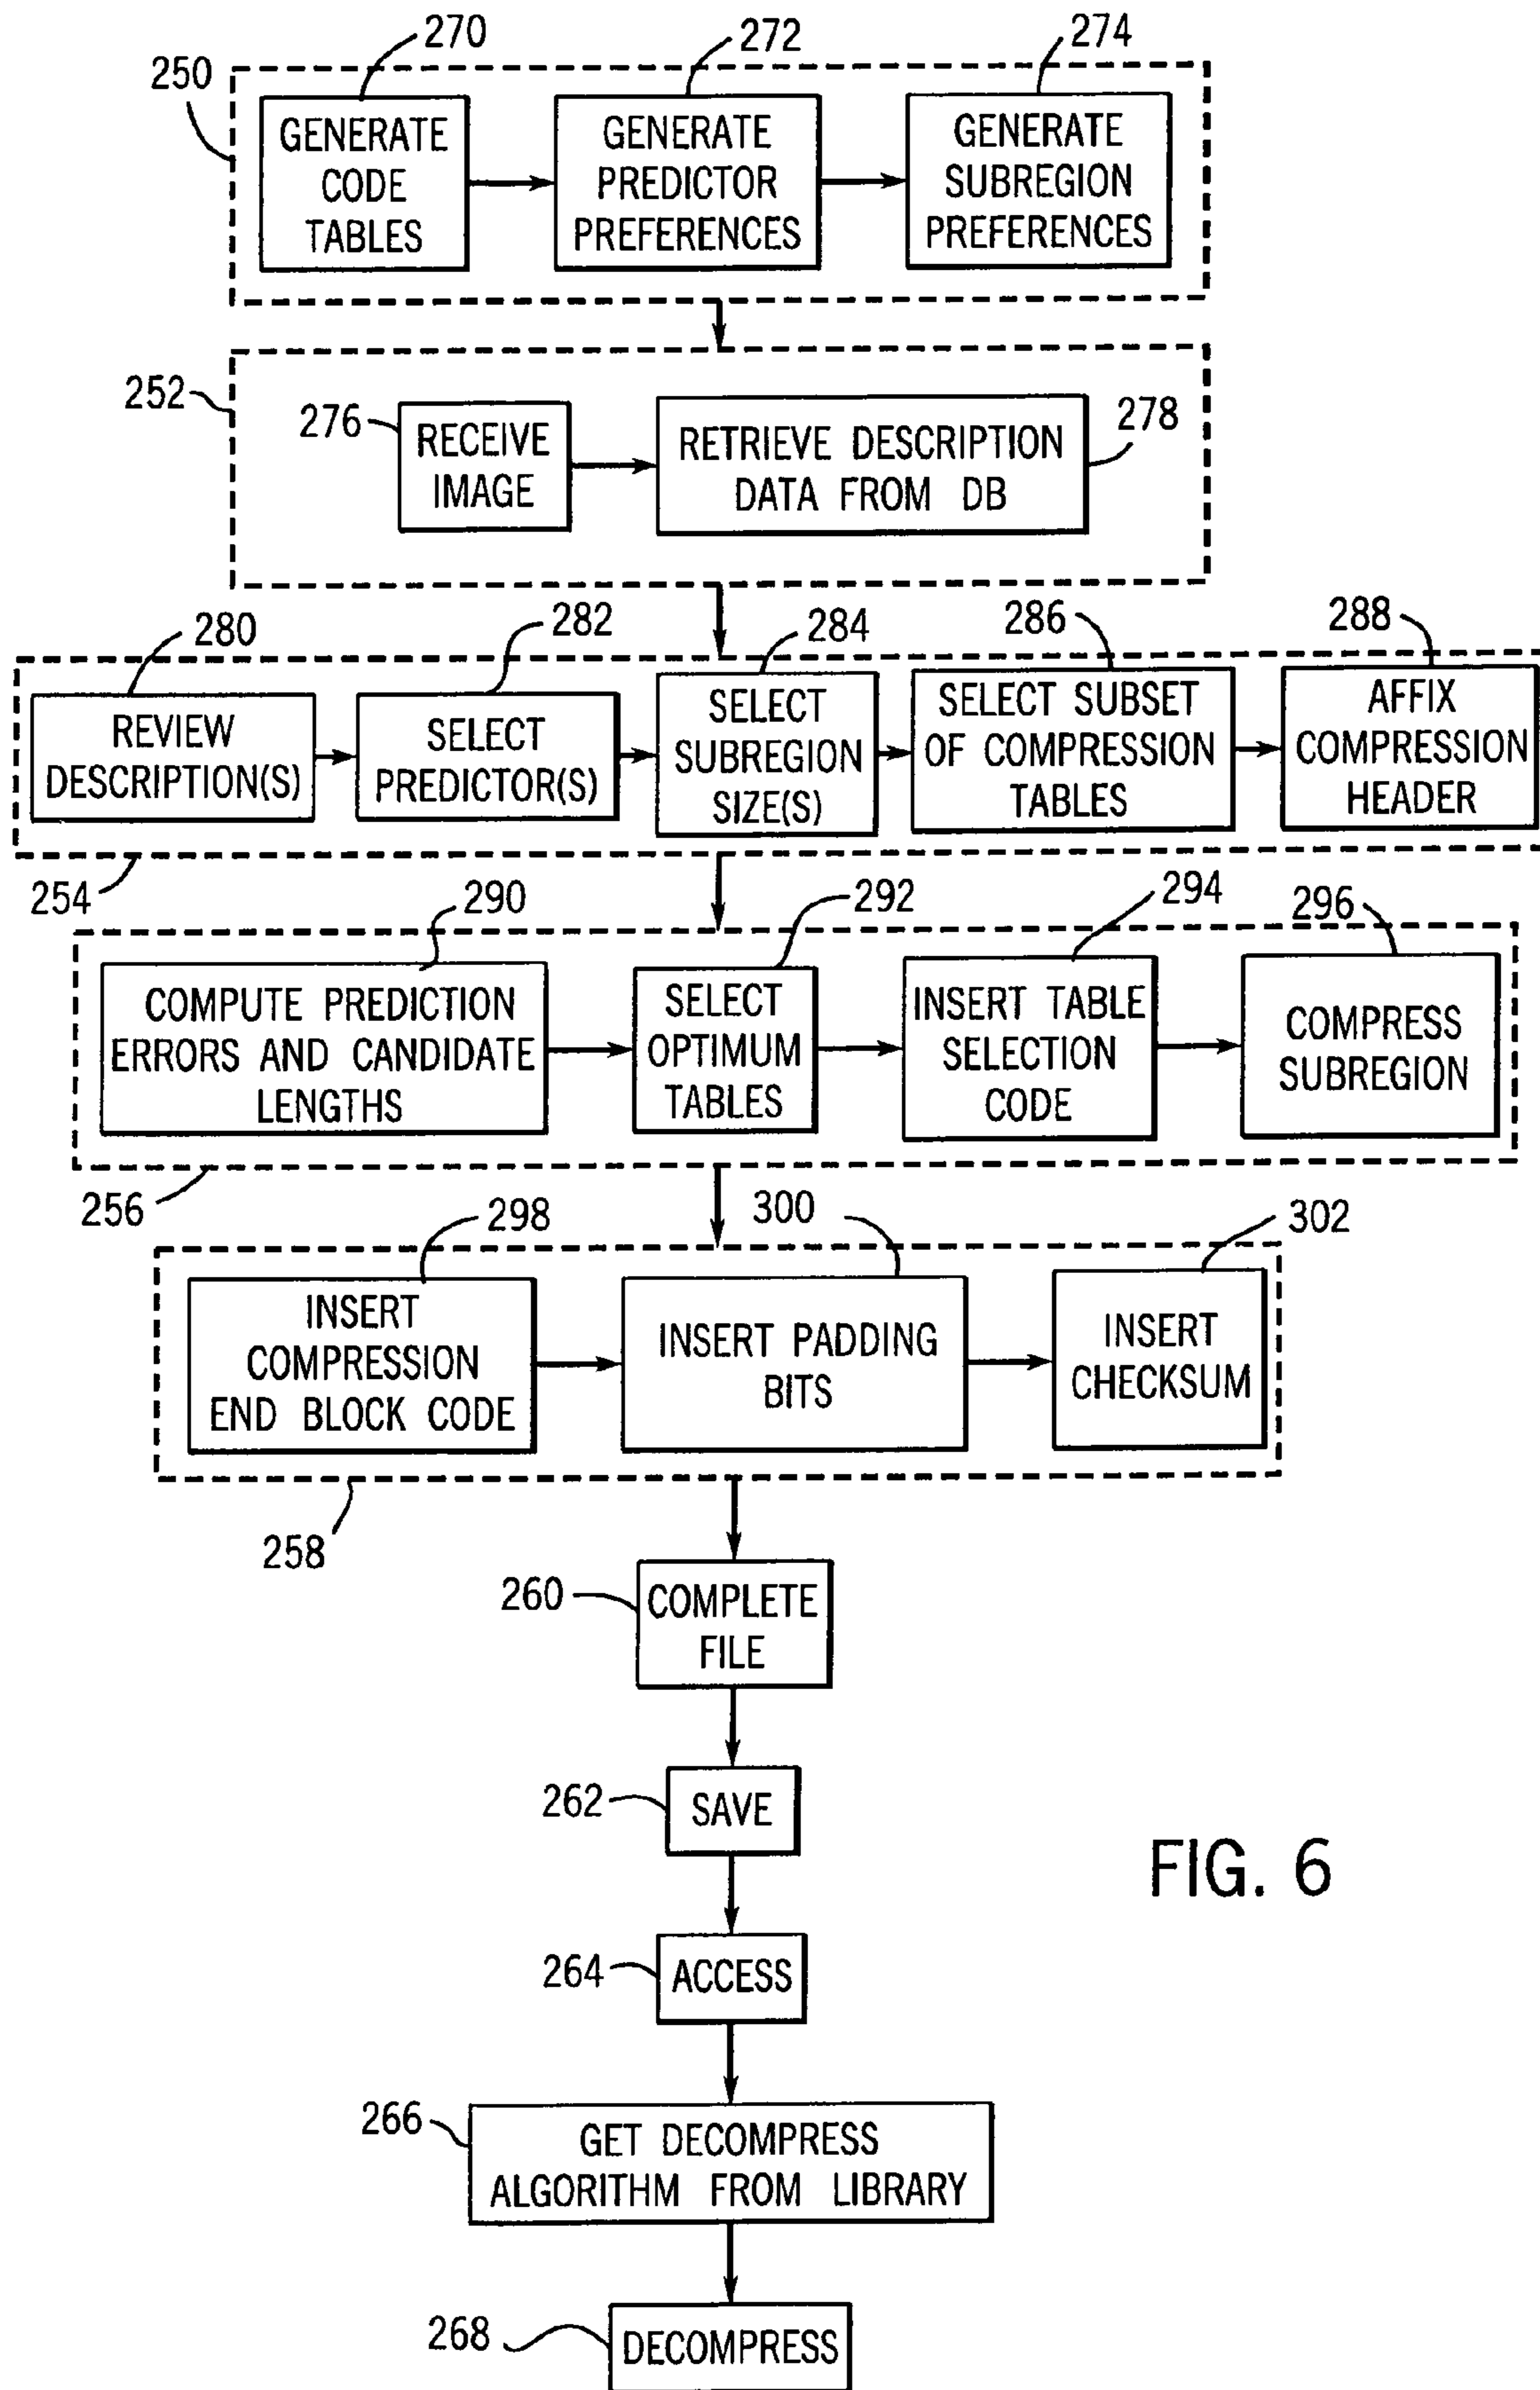 270
272
274
250
GENERATE
CODE
TABLES
GENERATE
PREDICTOR
PREFERENCES
GENERATE
SUBREGION
PREFERENCES
252
276
RECEIVE
IMAGE
RETRIEVE DESCRIPTION
DATA FROM DB
278
280
282
284
286
288
REVIEW
DESCRIPTION(S)
SELECT
PREDICTOR(S)
SELECT
SUBREGION
SIZE(S)
SELECT SUBSET
OF COMPRESSION
TABLES
AFFIX
COMPRESSION
HEADER
254
290
292
294
296
COMPUTE PREDICTION
ERRORS AND CANDIDATE
LENGTHS
SELECT
OPTIMUM
TABLES
INSERT TABLE
SELECTION
CODE
COMPRESS
SUBREGION
256
298
300
302
INSERT
COMPRESSION
END BLOCK CODE
INSERT PADDING
BITS
INSERT
CHECKSUM
258
260
COMPLETE
FILE
262
SAVE
FIG. 6
264
ACCESS
266
GET DECOMPRESS
ALGORITHM FROM LIBRARY
268
DECOMPRESS